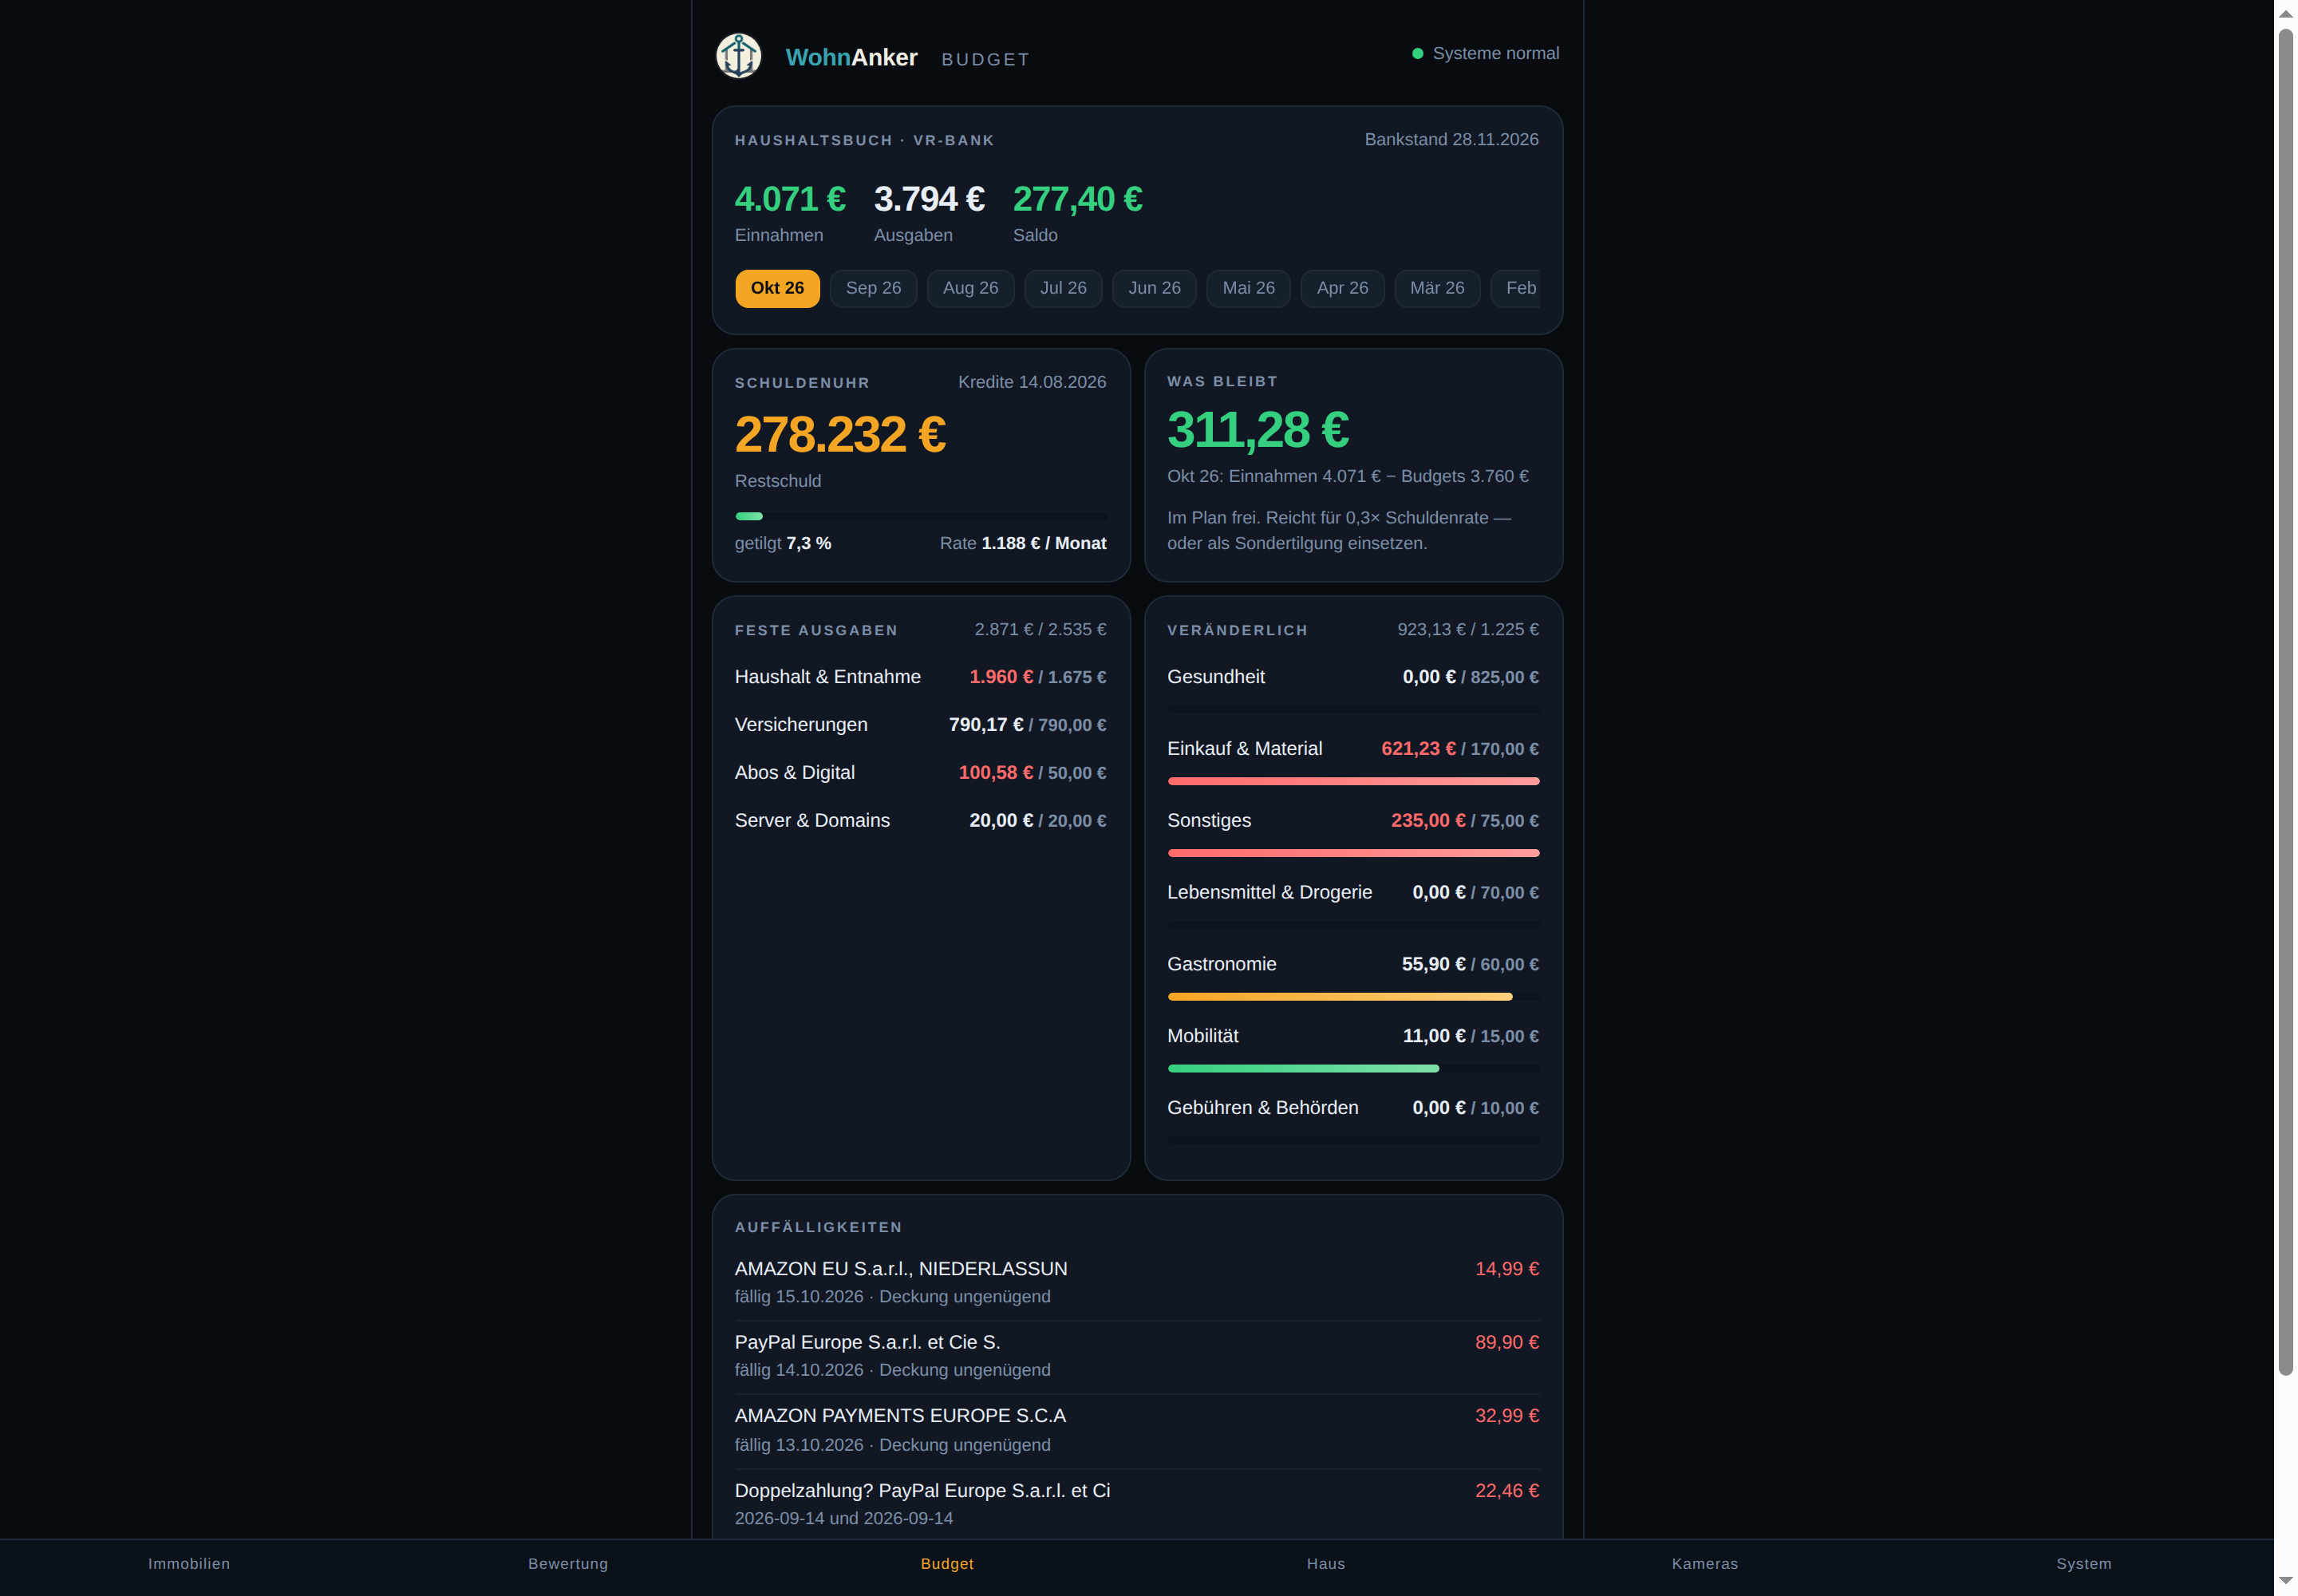 WohnAnker BUDGET
Systeme normal
HAUSHALTSBUCH · VR-BANK
Bankstand 28.11.2026
4.071 € 3.794 € 277,40 €
Einnahmen Ausgaben Saldo
Okt 26 Sep 26 Aug 26 Jul 26 Jun 26 Mai 26 Apr 26 Mär 26 Feb
SCHULDENUHR Kredite 14.08.2026
278.232 €
Restschuld
getilgt 7,3 % Rate 1.188 € / Monat
WAS BLEIBT
311,28 €
Okt 26: Einnahmen 4.071 € − Budgets 3.760 €
Im Plan frei. Reicht für 0,3× Schuldenrate —
oder als Sondertilgung einsetzen.
FESTE AUSGABEN 2.871 € / 2.535 €
Haushalt & Entnahme 1.960 € / 1.675 €
Versicherungen 790,17 € / 790,00 €
Abos & Digital 100,58 € / 50,00 €
Server & Domains 20,00 € / 20,00 €
VERÄNDERLICH 923,13 € / 1.225 €
Gesundheit 0,00 € / 825,00 €
Einkauf & Material 621,23 € / 170,00 €
Sonstiges 235,00 € / 75,00 €
Lebensmittel & Drogerie 0,00 € / 70,00 €
Gastronomie 55,90 € / 60,00 €
Mobilität 11,00 € / 15,00 €
Gebühren & Behörden 0,00 € / 10,00 €
AUFFÄLLIGKEITEN
AMAZON EU S.a.r.l., NIEDERLASSUN 14,99 €
fällig 15.10.2026 · Deckung ungenügend
PayPal Europe S.a.r.l. et Cie S. 89,90 €
fällig 14.10.2026 · Deckung ungenügend
AMAZON PAYMENTS EUROPE S.C.A 32,99 €
fällig 13.10.2026 · Deckung ungenügend
Doppelzahlung? PayPal Europe S.a.r.l. et Ci 22,46 €
2026-09-14 und 2026-09-14
Immobilien Bewertung Budget Haus Kameras System